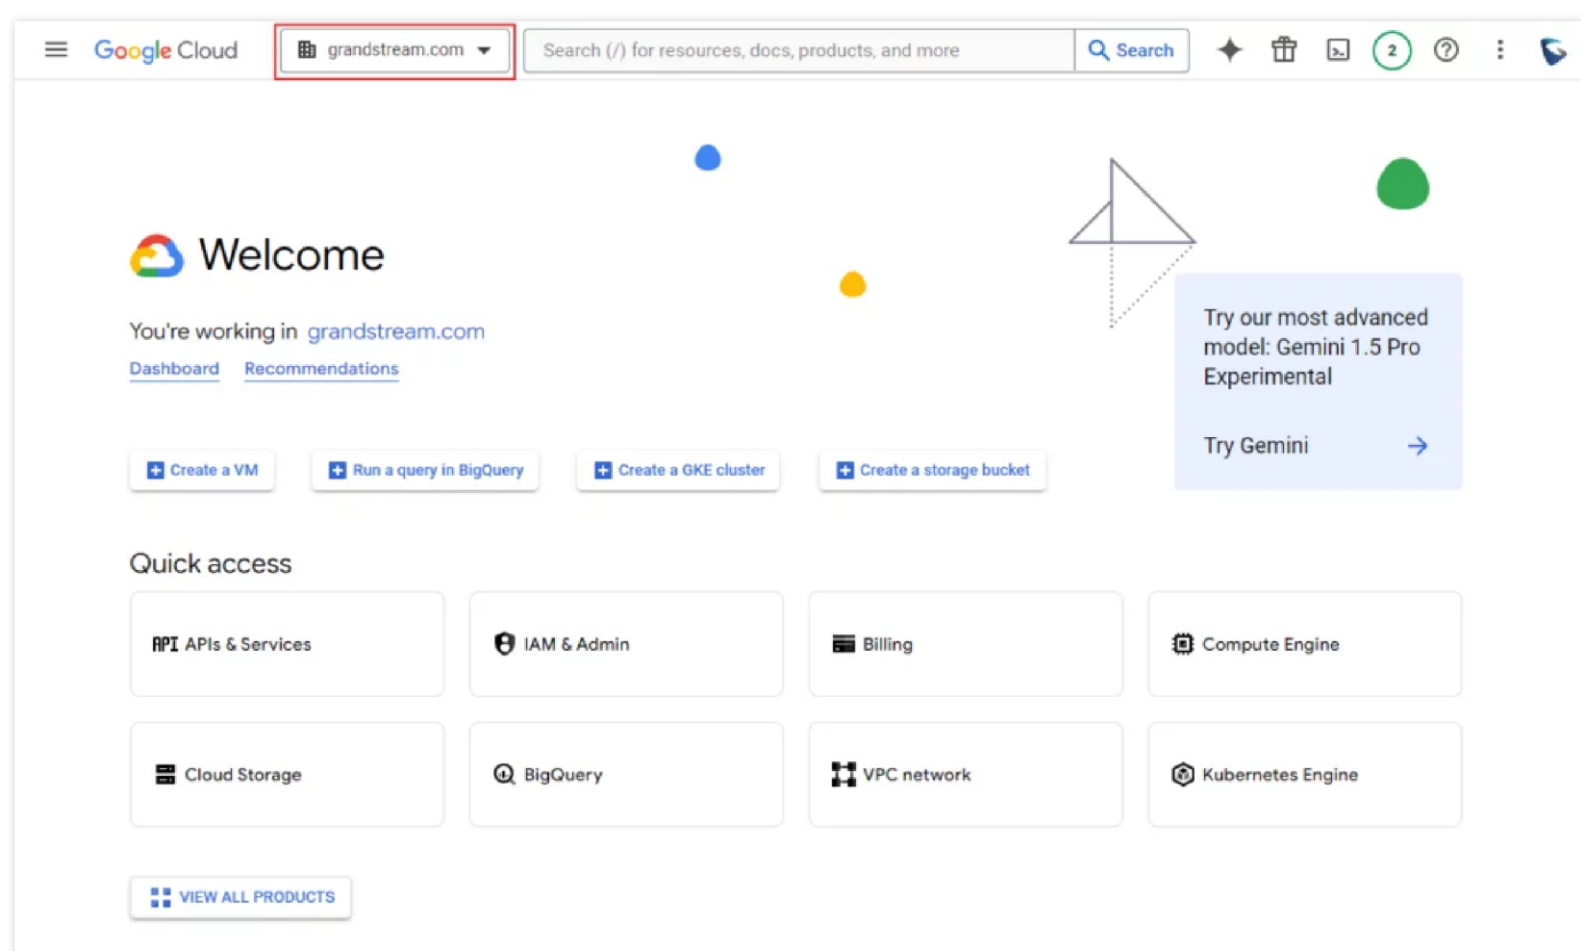 Google Cloud
grandstream.com
Search (/) for resources, docs, products, and more
Search
2
Welcome
You're working in grandstream.com
Dashboard Recommendations
Try our most advanced
model: Gemini 1.5 Pro
Experimental
Try Gemini
Create a VM
Run a query in BigQuery
Create a GKE cluster
Create a storage bucket
Quick access
API APIs & Services
IAM & Admin
Billing
Compute Engine
Cloud Storage
BigQuery
VPC network
Kubernetes Engine
VIEW ALL PRODUCTS